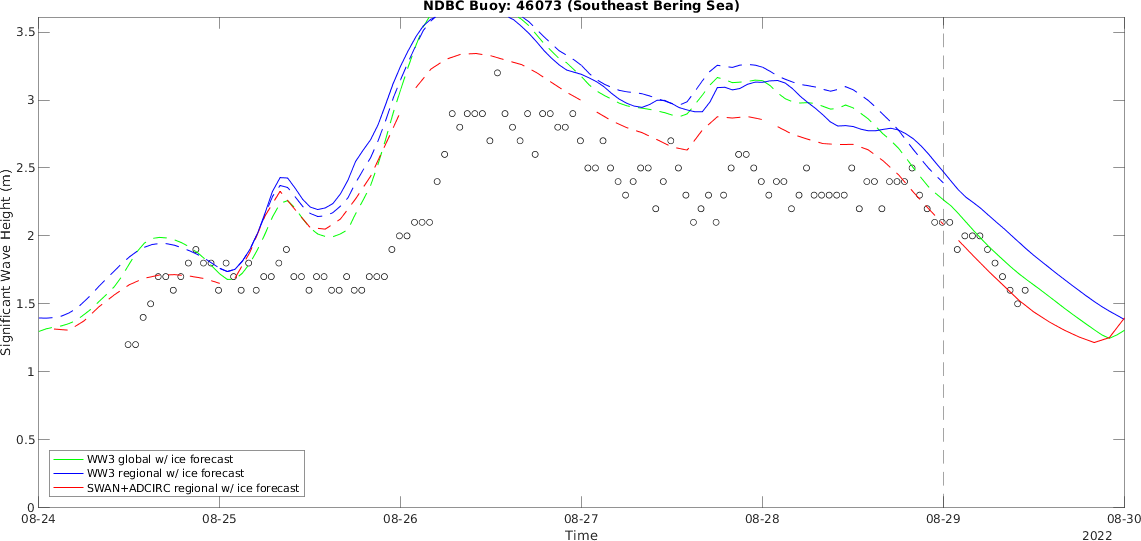 NDBC Buoy: 46073 (Southeast Bering Sea)
Significant Wave Height (m)
3.5
3
2.5
2
1.5
1
0.5
0
WW3 global w/ ice forecast
WW3 regional w/ ice forecast
SWAN+ADCIRC regional w/ ice forecast
08-24 08-25 08-26 08-27 08-28 08-29 08-30
Time
2022